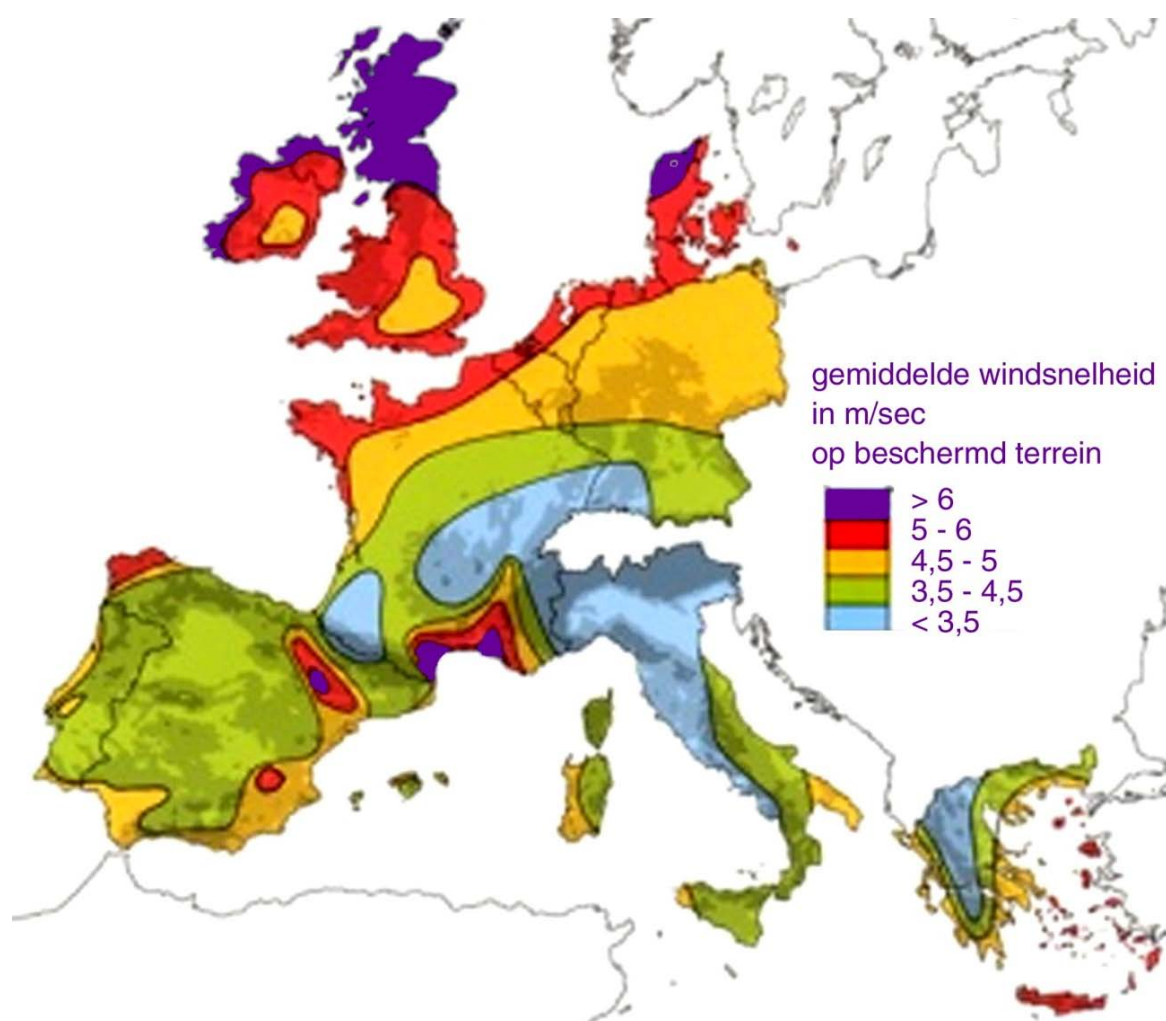 gemiddelde windsnelheid
in m/sec
op beschermd terrein
> 6
5 - 6
4,5 - 5
3,5 - 4,5
< 3,5